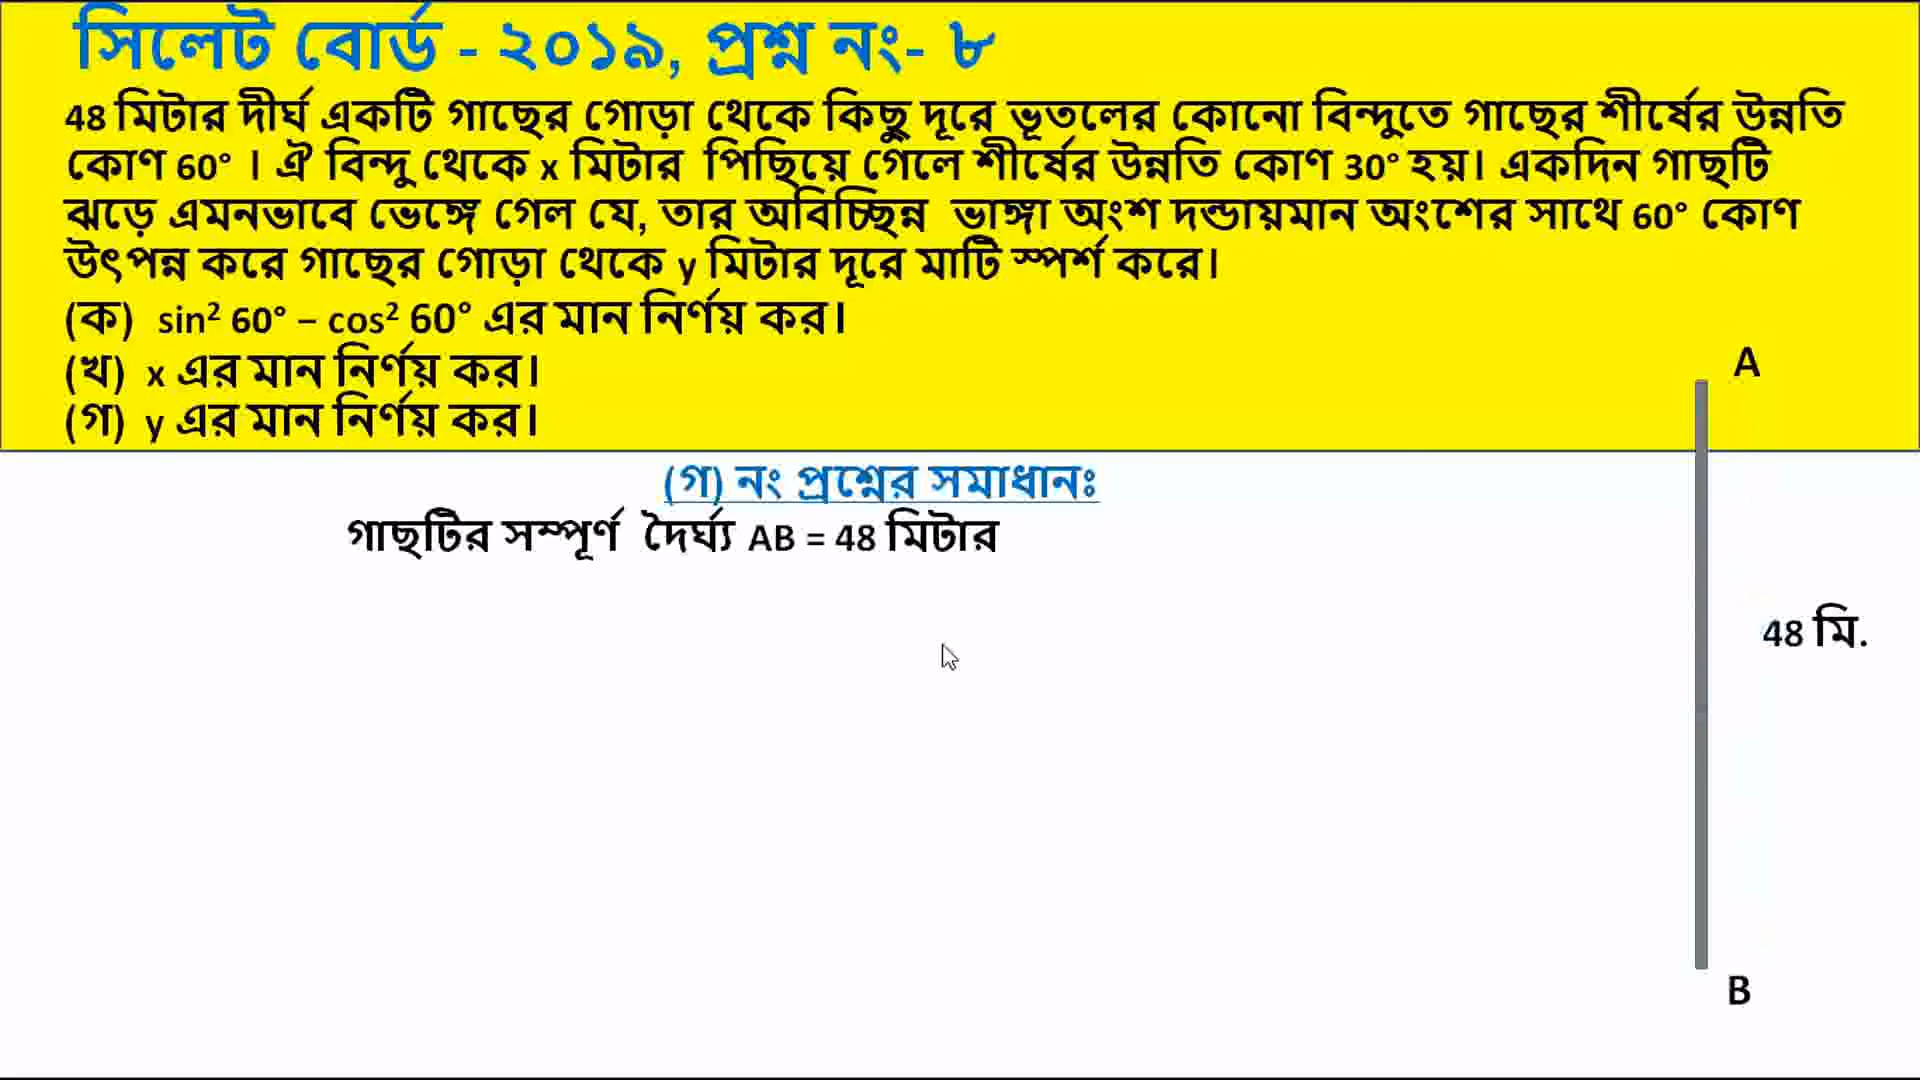 সিলেট বোর্ড - ২০১৯, প্রশ্ন নং- ৮
48 মিটার দীর্ঘ একটি গাছের গোড়া থেকে কিছু দূরে ভূতলের কোনো বিন্দুতে গাছের শীর্ষের উন্নতি
কোণ 60° । ঐ বিন্দু থেকে x মিটার পিছিয়ে গেলে শীর্ষের উন্নতি কোণ 30° হয়। একদিন গাছটি
ঝড়ে এমনভাবে ভেঙ্গে গেল যে, তার অবিচ্ছিন্ন ভাঙ্গা অংশ দন্ডায়মান অংশের সাথে 60° কোণ
উৎপন্ন করে গাছের গোড়া থেকে y মিটার দূরে মাটি স্পর্শ করে।
(ক) sin² 60° – cos² 60° এর মান নির্ণয় কর।
(খ) x এর মান নির্ণয় কর।
(গ) y এর মান নির্ণয় কর।
A
(গ) নং প্রশ্নের সমাধানঃ
গাছটির সম্পূর্ণ দৈর্ঘ্য AB = 48 মিটার
48 মি.
B